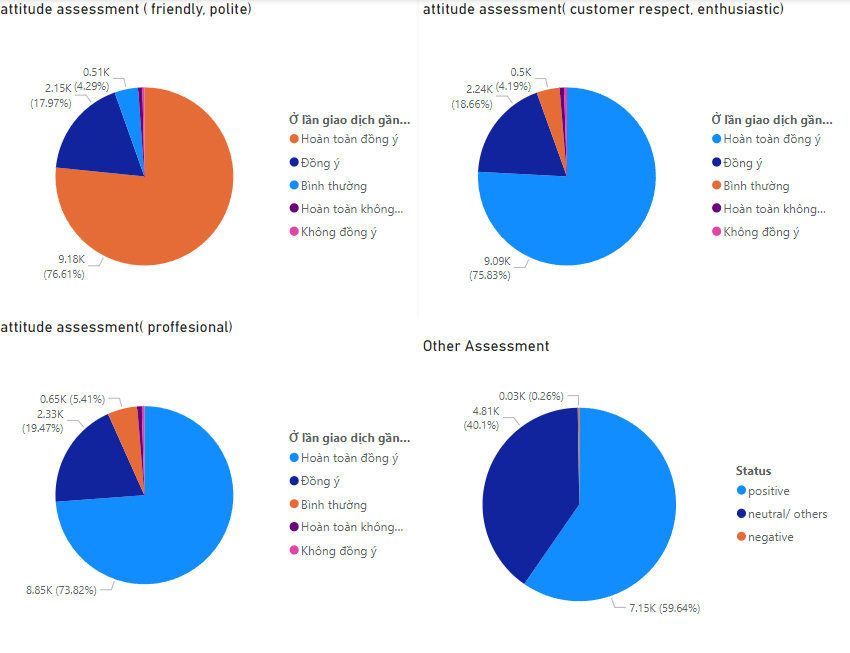 attitude assessment ( friendly, polite)
0.51K
(4.29%)
2.15K
(17.97%)
9.18K
(76.61%)
Ở lần giao dịch gần...
Hoàn toàn đồng ý
Đồng ý
Bình thường
Hoàn toàn không...
Không đồng ý
attitude assessment( customer respect, enthusiastic)
0.5K
(4.19%)
2.24K
(18.66%)
9.09K
(75.83%)
Ở lần giao dịch gần...
Hoàn toàn đồng ý
Đồng ý
Bình thường
Hoàn toàn không...
Không đồng ý
attitude assessment( proffesional)
0.65K (5.41%)
2.33K
(19.47%)
8.85K (73.82%)
Ở lần giao dịch gần...
Hoàn toàn đồng ý
Đồng ý
Bình thường
Hoàn toàn không...
Không đồng ý
Other Assessment
0.03K (0.26%)
4.81K
(40.1%)
7.15K (59.64%)
Status
positive
neutral/ others
negative